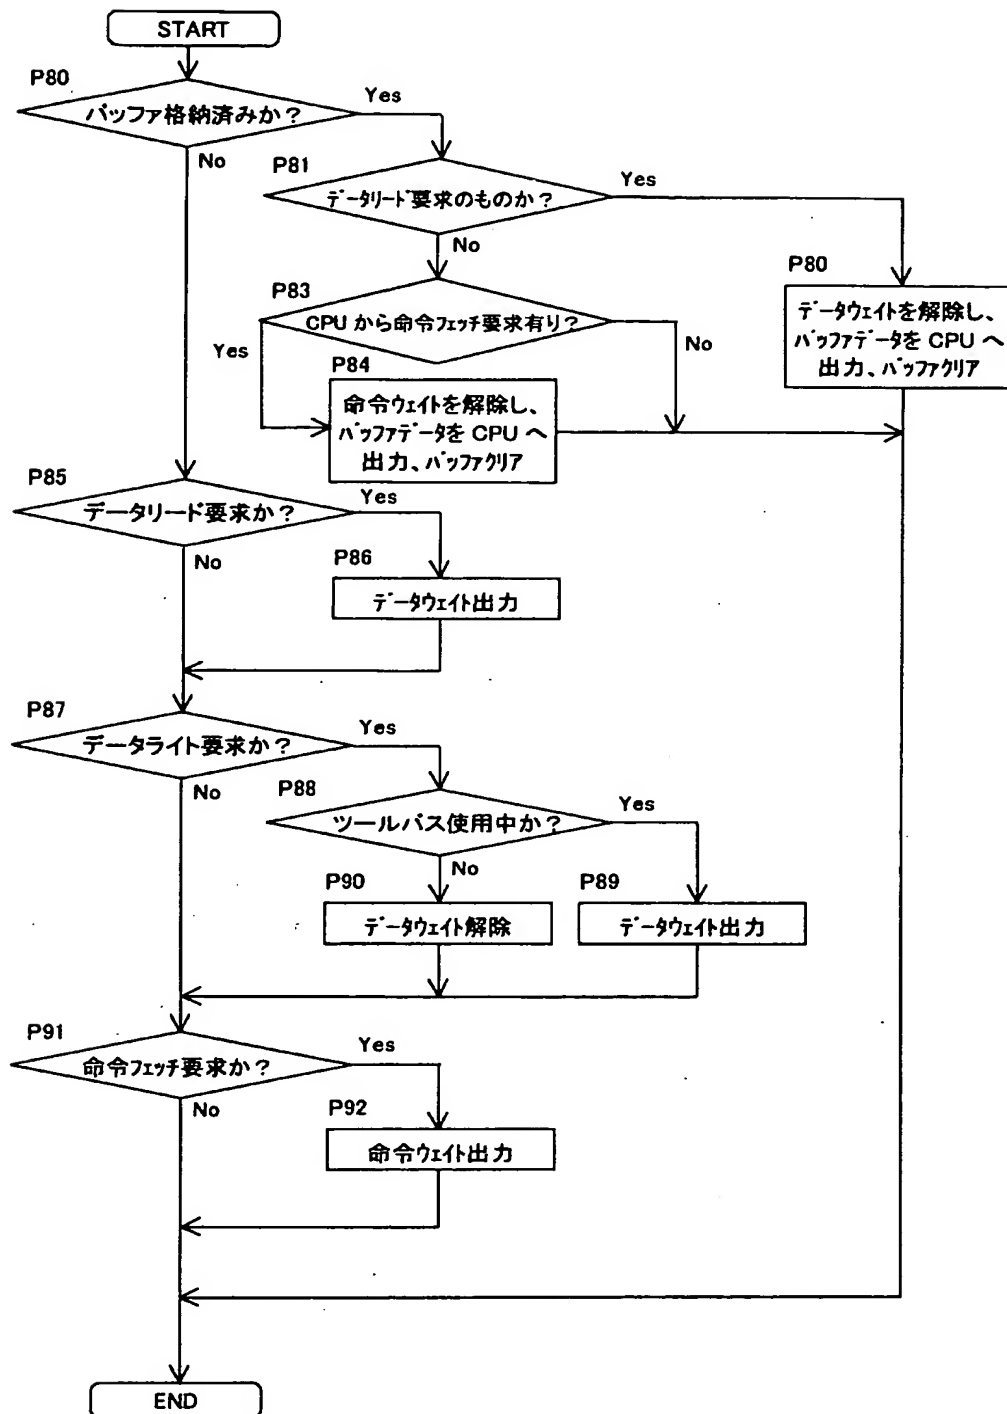 START
P80
バッファ格納済みか?
Yes
No
P81
データリード要求のものか?
Yes
No
P80
データウェイトを解除し、
バッファデータを CPU へ
出力、バッファクリア
P83
CPU から命令フェッチ要求有り?
Yes
No
P84
命令ウェイトを解除し、
バッファデータを CPU へ
出力、バッファクリア
P85
データリード要求か?
Yes
No
P86
データウェイト出力
P87
データライト要求か?
Yes
No
P88
ツールバス使用中か?
Yes
No
P90
データウェイト解除
P89
データウェイト出力
P91
命令フェッチ要求か?
Yes
No
P92
命令ウェイト出力
END